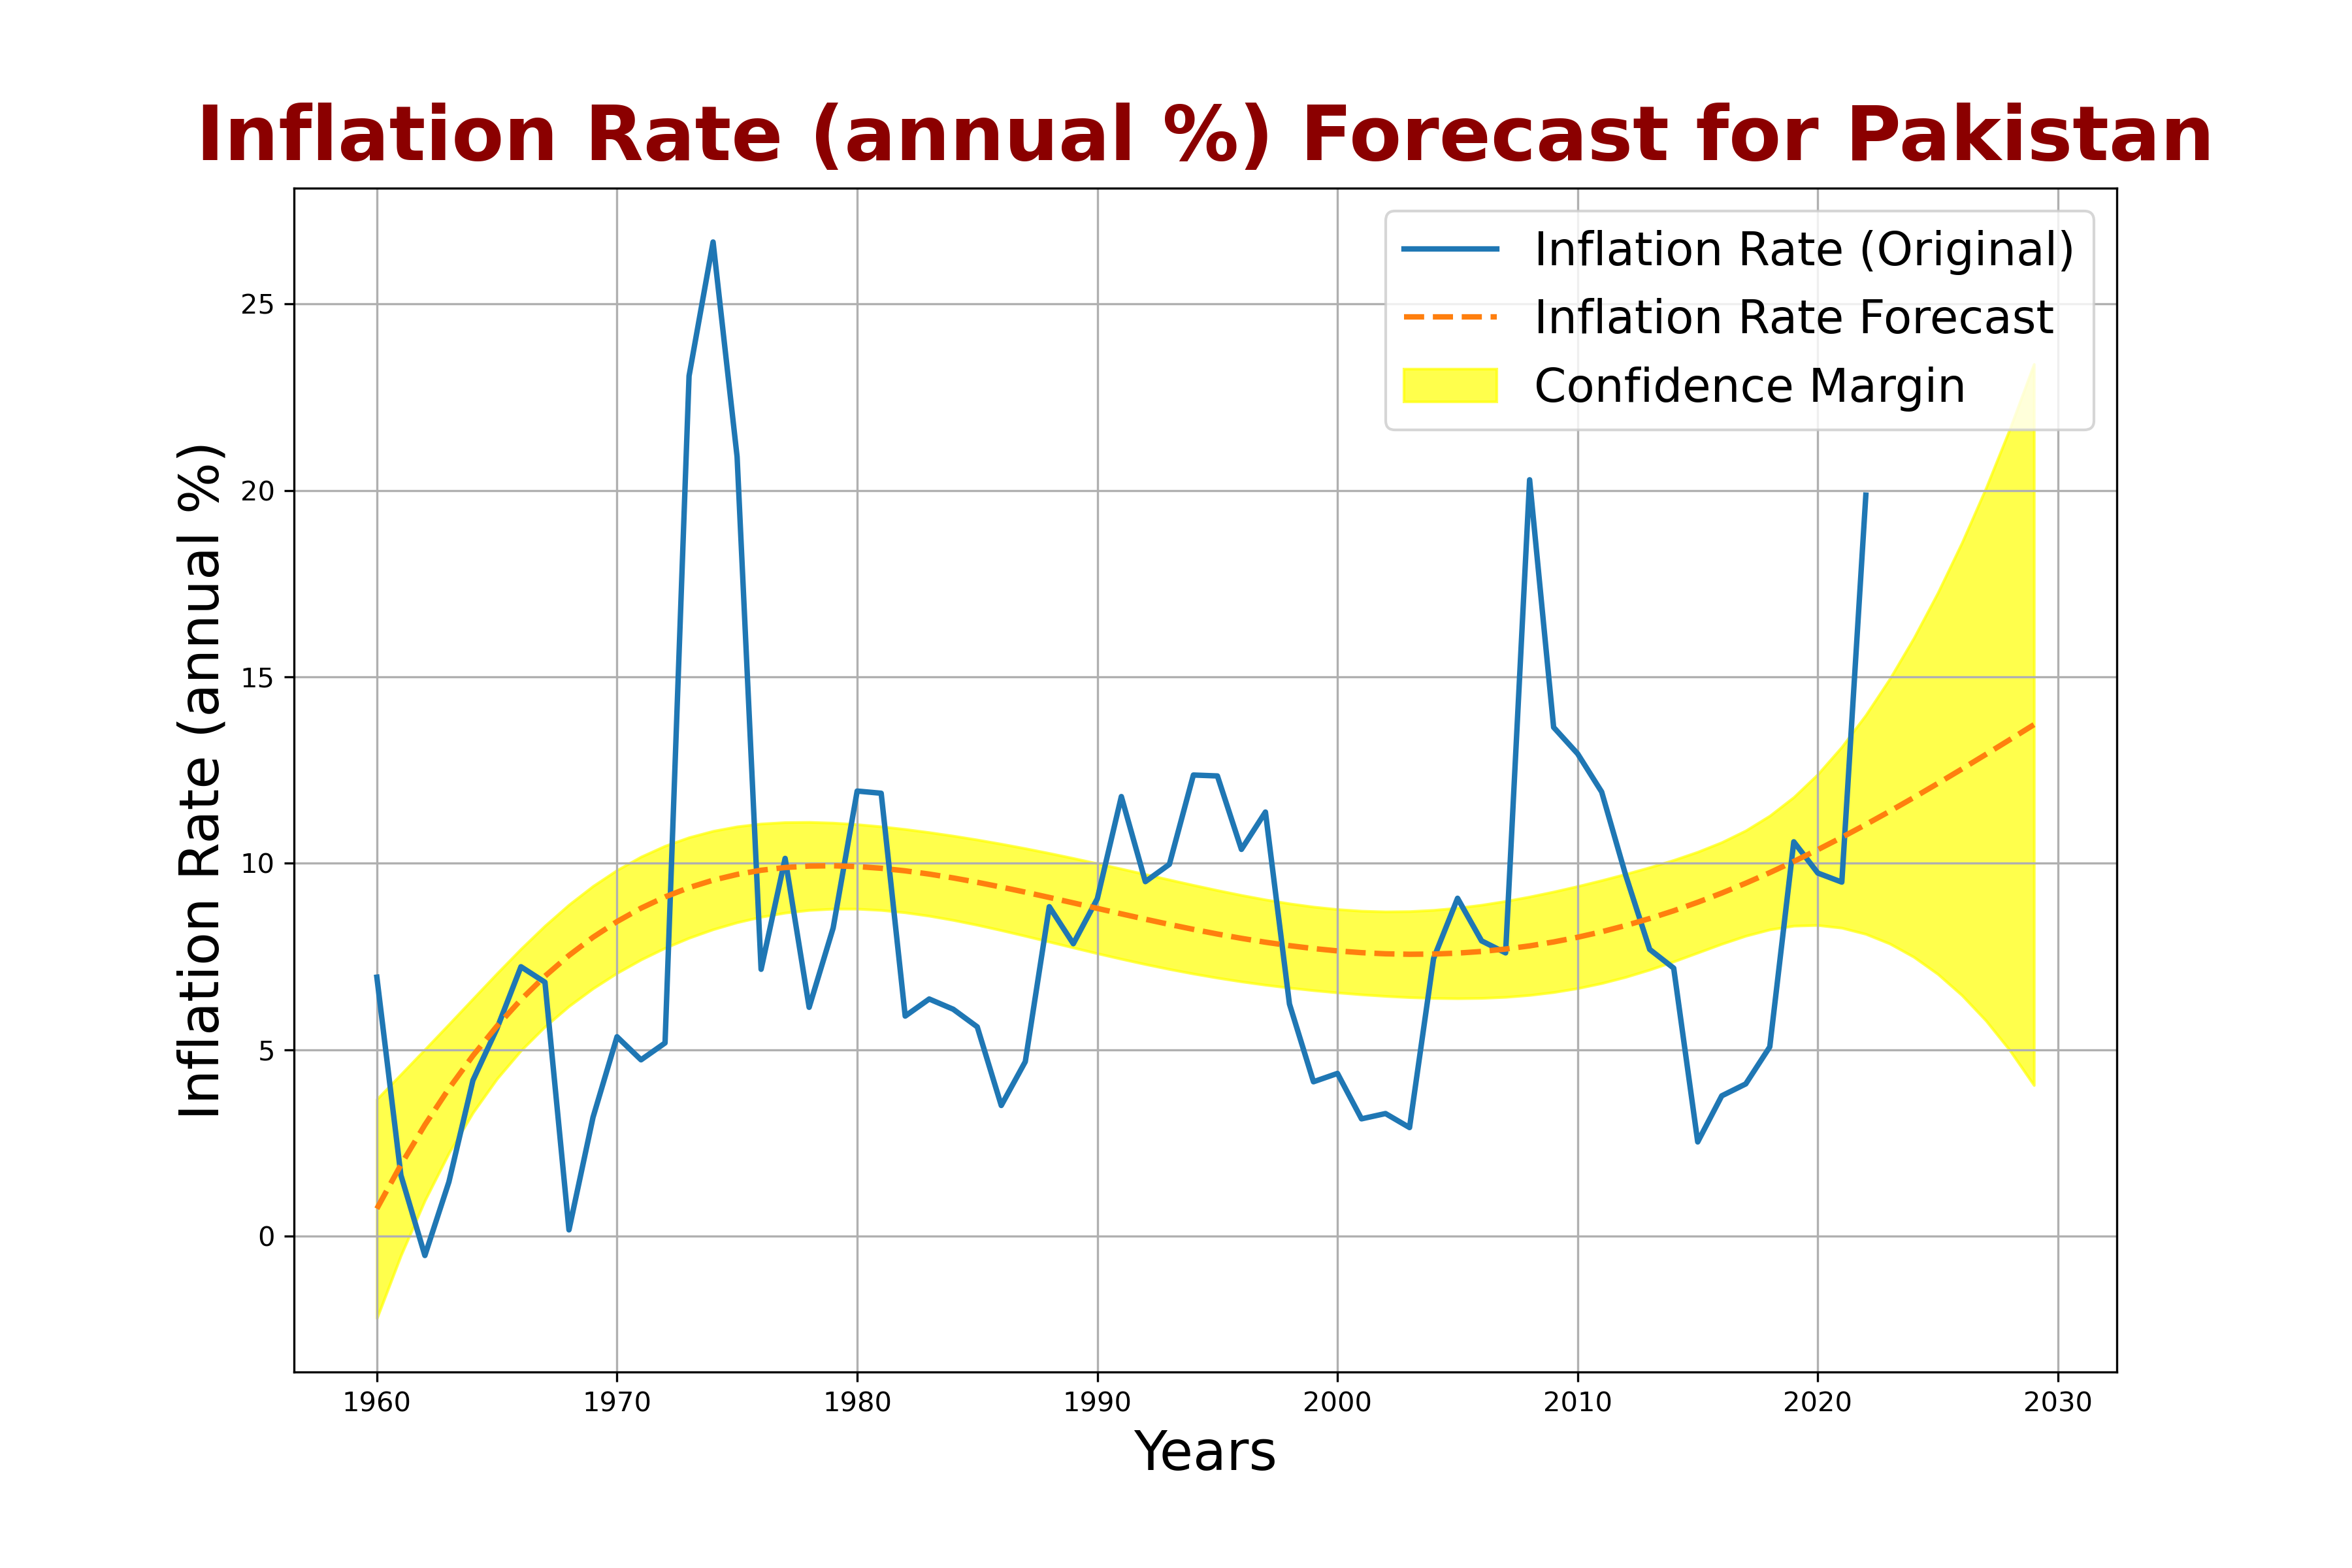 Inflation Rate (annual %) Forecast for Pakistan
Inflation Rate (Original)
Inflation Rate Forecast
Confidence Margin
Inflation Rate (annual %)
25
20
15
10
5
0
1960 1970 1980 1990 2000 2010 2020 2030
Years